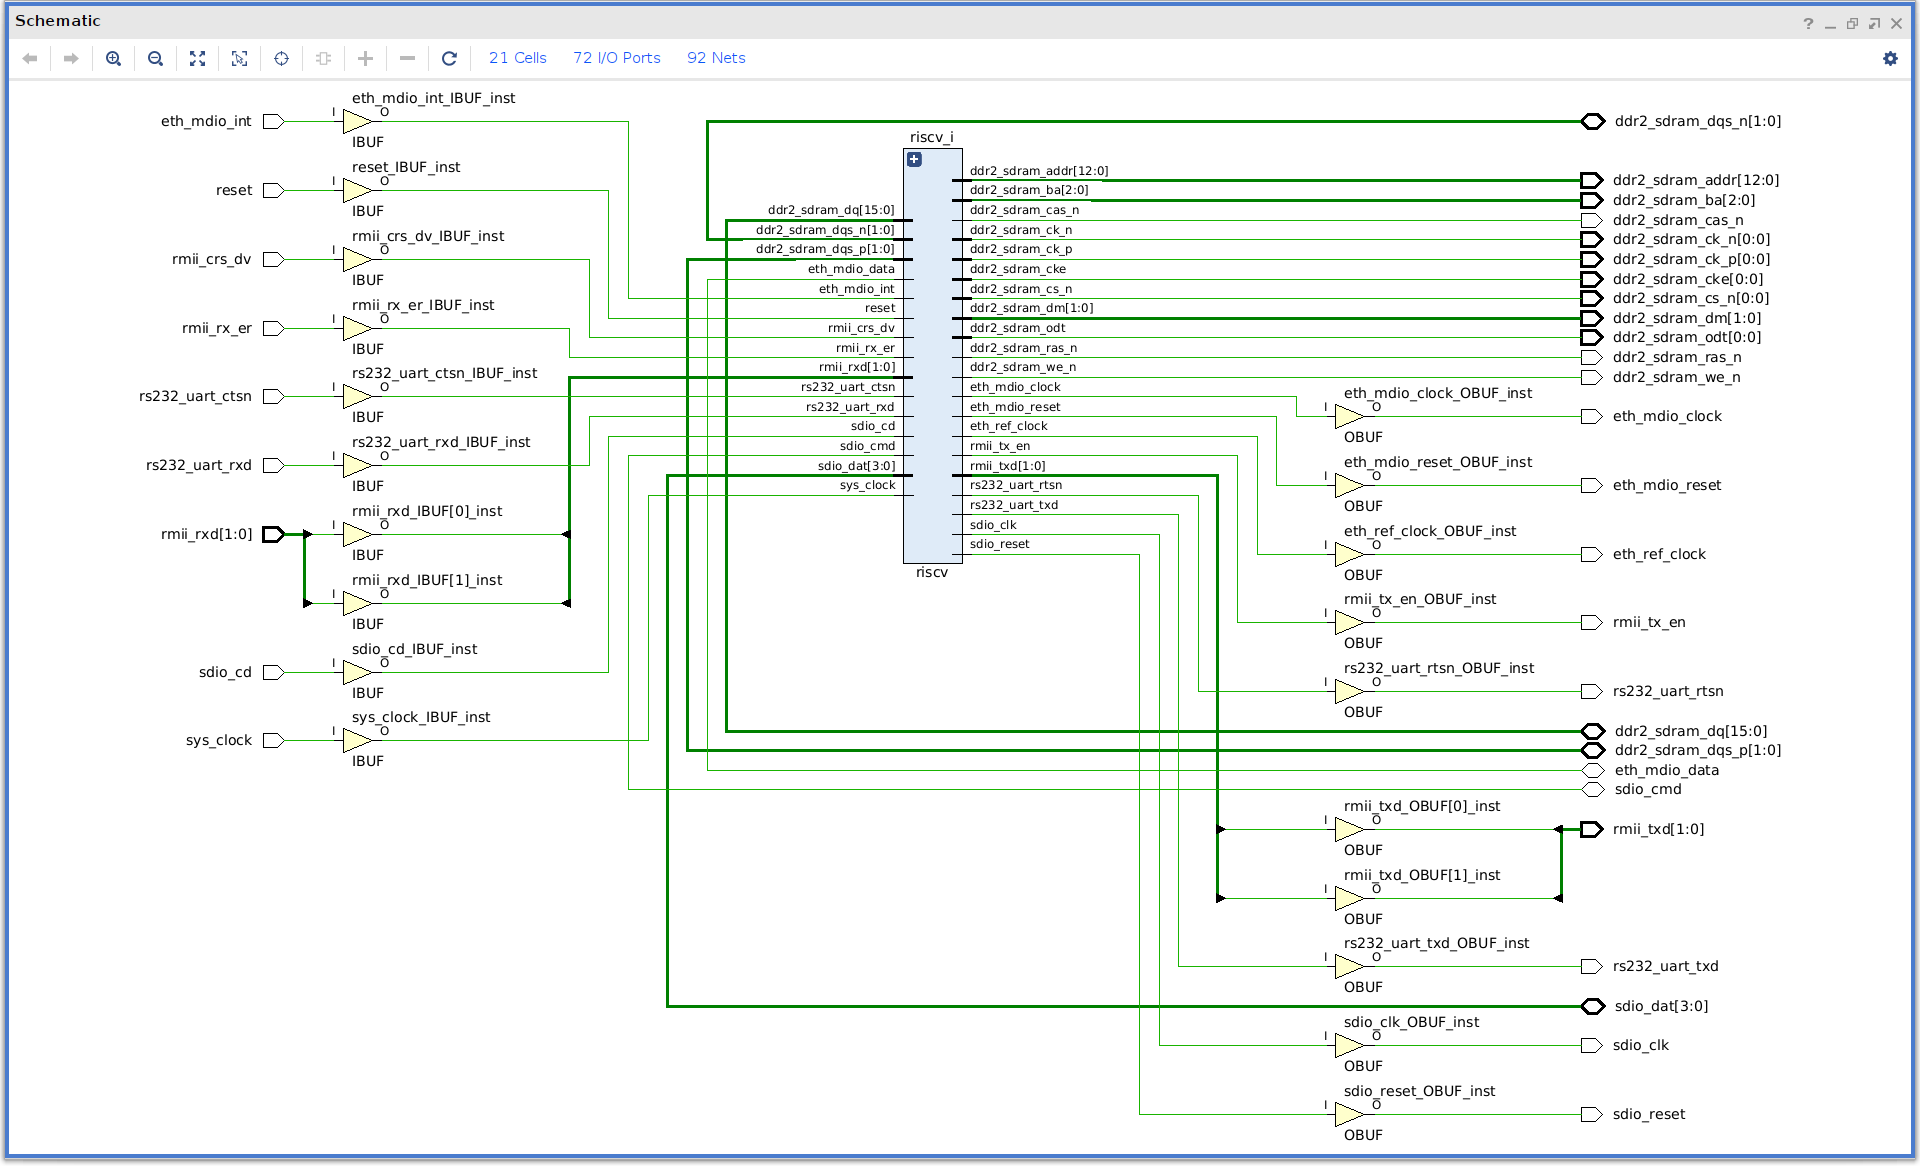 Schematic
21 Cells 72 I/O Ports 92 Nets
eth_mdio_int
eth_mdio_int_IBUF_inst
I O
IBUF
reset
reset_IBUF_inst
I O
IBUF
rmii_crs_dv
rmii_crs_dv_IBUF_inst
I O
IBUF
rmii_rx_er
rmii_rx_er_IBUF_inst
I O
IBUF
rs232_uart_ctsn
rs232_uart_ctsn_IBUF_inst
I O
IBUF
rs232_uart_rxd
rs232_uart_rxd_IBUF_inst
I O
IBUF
rmii_rxd[1:0]
rmii_rxd_IBUF[0]_inst
I O
IBUF
rmii_rxd_IBUF[1]_inst
I O
IBUF
sdio_cd
sdio_cd_IBUF_inst
I O
IBUF
sys_clock
sys_clock_IBUF_inst
I O
IBUF
riscv_i
ddr2_sdram_dq[15:0]
ddr2_sdram_dqs_n[1:0]
ddr2_sdram_dqs_p[1:0]
eth_mdio_data
eth_mdio_int
reset
rmii_crs_dv
rmii_rx_er
rmii_rxd[1:0]
rs232_uart_ctsn
rs232_uart_rxd
sdio_cd
sdio_cmd
sdio_dat[3:0]
sys_clock
ddr2_sdram_addr[12:0]
ddr2_sdram_ba[2:0]
ddr2_sdram_cas_n
ddr2_sdram_ck_n
ddr2_sdram_ck_p
ddr2_sdram_cke
ddr2_sdram_cs_n
ddr2_sdram_dm[1:0]
ddr2_sdram_odt
ddr2_sdram_ras_n
ddr2_sdram_we_n
eth_mdio_clock
eth_mdio_reset
eth_ref_clock
rmii_tx_en
rmii_txd[1:0]
rs232_uart_rtsn
rs232_uart_txd
sdio_clk
sdio_reset
riscv
ddr2_sdram_dqs_n[1:0]
ddr2_sdram_addr[12:0]
ddr2_sdram_ba[2:0]
ddr2_sdram_cas_n
ddr2_sdram_ck_n[0:0]
ddr2_sdram_ck_p[0:0]
ddr2_sdram_cke[0:0]
ddr2_sdram_cs_n[0:0]
ddr2_sdram_dm[1:0]
ddr2_sdram_odt[0:0]
ddr2_sdram_ras_n
ddr2_sdram_we_n
eth_mdio_clock_OBUF_inst
I O
OBUF
eth_mdio_clock
eth_mdio_reset_OBUF_inst
I O
OBUF
eth_mdio_reset
eth_ref_clock_OBUF_inst
I O
OBUF
eth_ref_clock
rmii_tx_en_OBUF_inst
I O
OBUF
rmii_tx_en
rs232_uart_rtsn_OBUF_inst
I O
OBUF
rs232_uart_rtsn
ddr2_sdram_dq[15:0]
ddr2_sdram_dqs_p[1:0]
eth_mdio_data
sdio_cmd
rmii_txd_OBUF[0]_inst
I O
OBUF
rmii_txd[1:0]
rmii_txd_OBUF[1]_inst
I O
OBUF
rs232_uart_txd_OBUF_inst
I O
OBUF
rs232_uart_txd
sdio_dat[3:0]
sdio_clk_OBUF_inst
I O
OBUF
sdio_clk
sdio_reset_OBUF_inst
I O
OBUF
sdio_reset